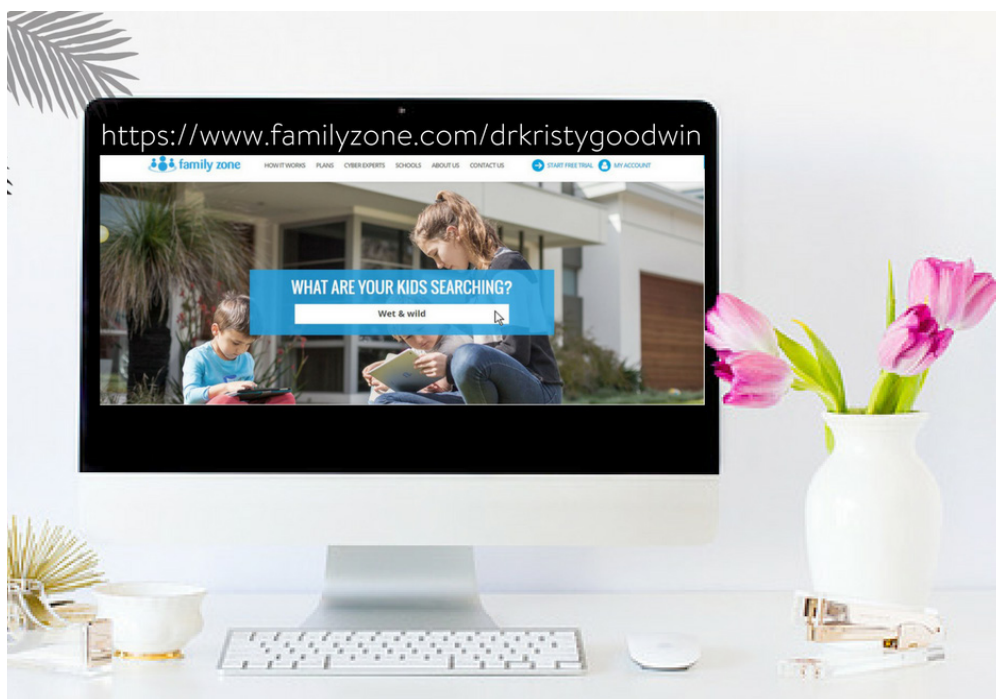 https://www.familyzone.com/drkristygoodwin
family zone HOW IT WORKS PLANS CYBER EXPERTS SCHOOLS ABOUT US CONTACT US START FREE TRIAL MY ACCOUNT
WHAT ARE YOUR KIDS SEARCHING?
Wet & wild